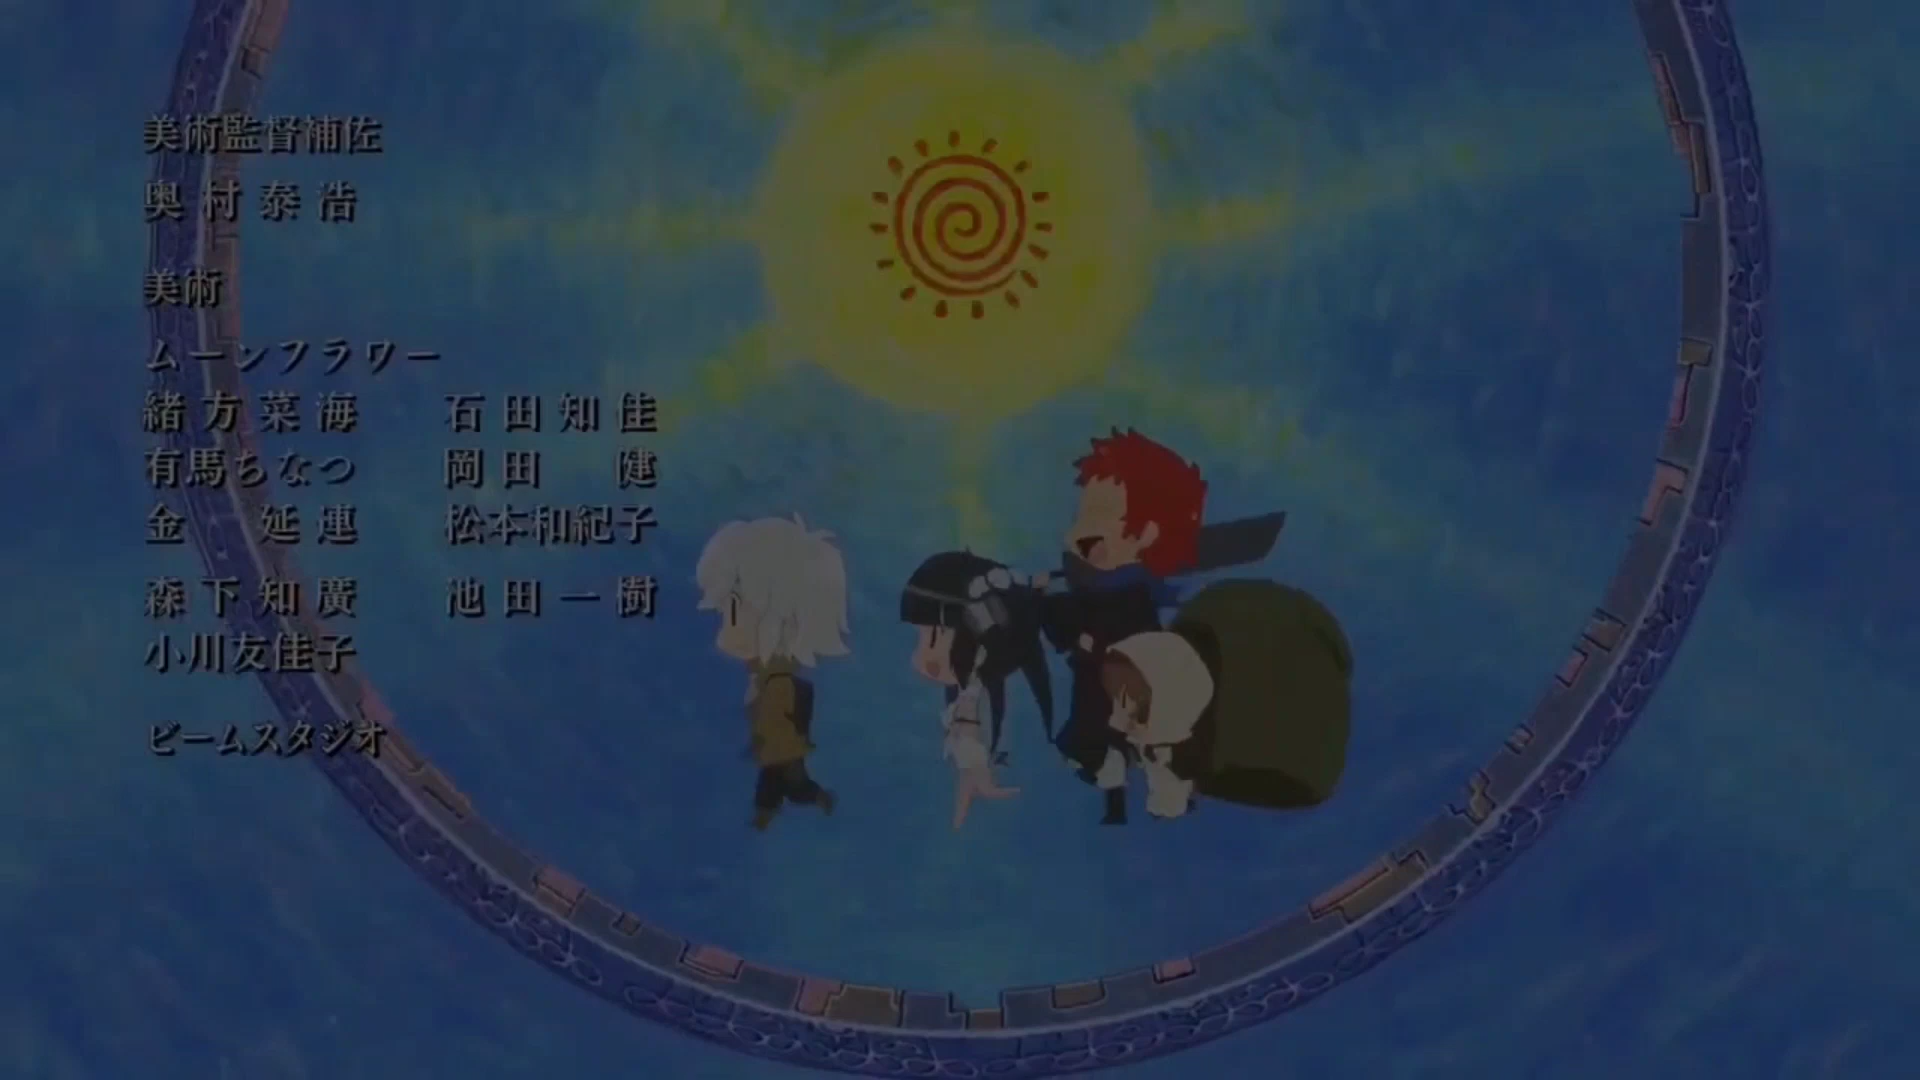 美術監督補佐
奥村泰浩
美術
ムーンフラワー
緒方菜海 石田知佳
有馬ちなつ 岡田 健
金 延連 松本和紀子
森下知廣 池田一樹
小川友佳子
ビームスタジオ